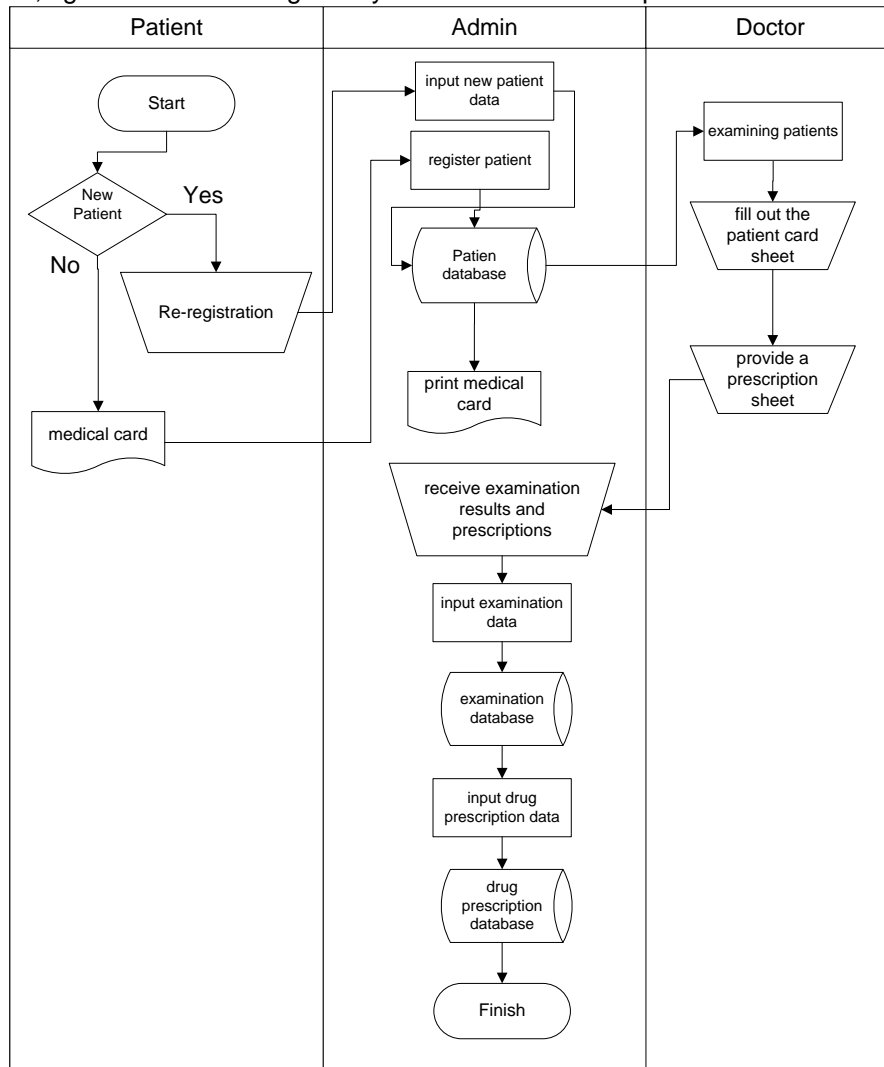 Patient
Admin
Doctor
Start
New
Patient
Yes
No
Re-registration
medical card
input new patient
data
register patient
Patien
database
print medical
card
examining patients
fill out the
patient card
sheet
provide a
prescription
sheet
receive examination
results and
prescriptions
input examination
data
examination
database
input drug
prescription data
drug
prescription
database
Finish